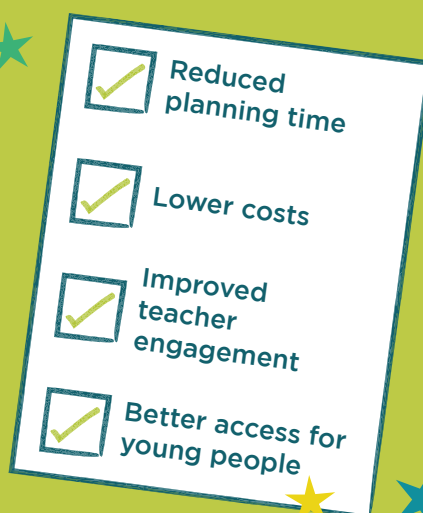 Reduced
planning time
Lower costs
Improved
teacher
engagement
Better access for
young people